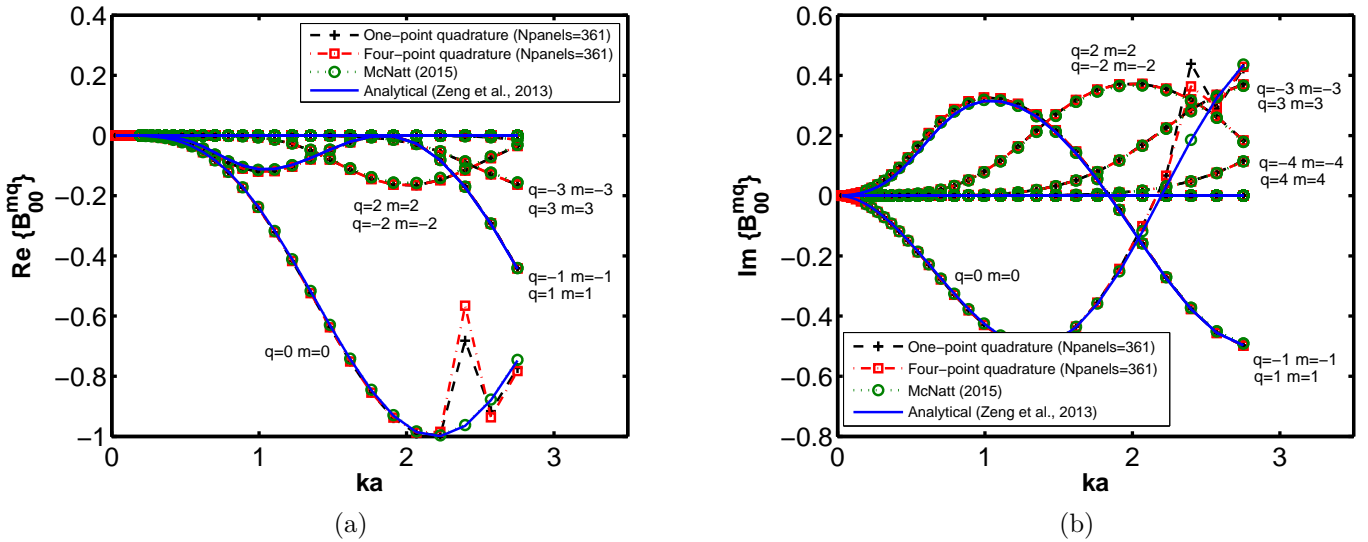 0.4
0.2
0
−0.2
−0.4
−0.6
−0.8
−1
0
1
2
3
ka
Re {B_00^mq}
One−point quadrature (Npanels=361)
Four−point quadrature (Npanels=361)
McNatt (2015)
Analytical (Zeng et al., 2013)
q=−3 m=−3
q=3 m=3
q=2 m=2
q=−2 m=−2
q=−1 m=−1
q=1 m=1
q=0 m=0
(a)
0.6
0.4
0.2
0
−0.2
−0.4
−0.6
−0.8
0
1
2
3
ka
Im {B_00^mq}
q=2 m=2
q=−2 m=−2
q=−3 m=−3
q=3 m=3
q=−4 m=−4
q=4 m=4
q=0 m=0
One−point quadrature (Npanels=361)
Four−point quadrature (Npanels=361)
McNatt (2015)
Analytical (Zeng et al., 2013)
q=−1 m=−1
q=1 m=1
(b)